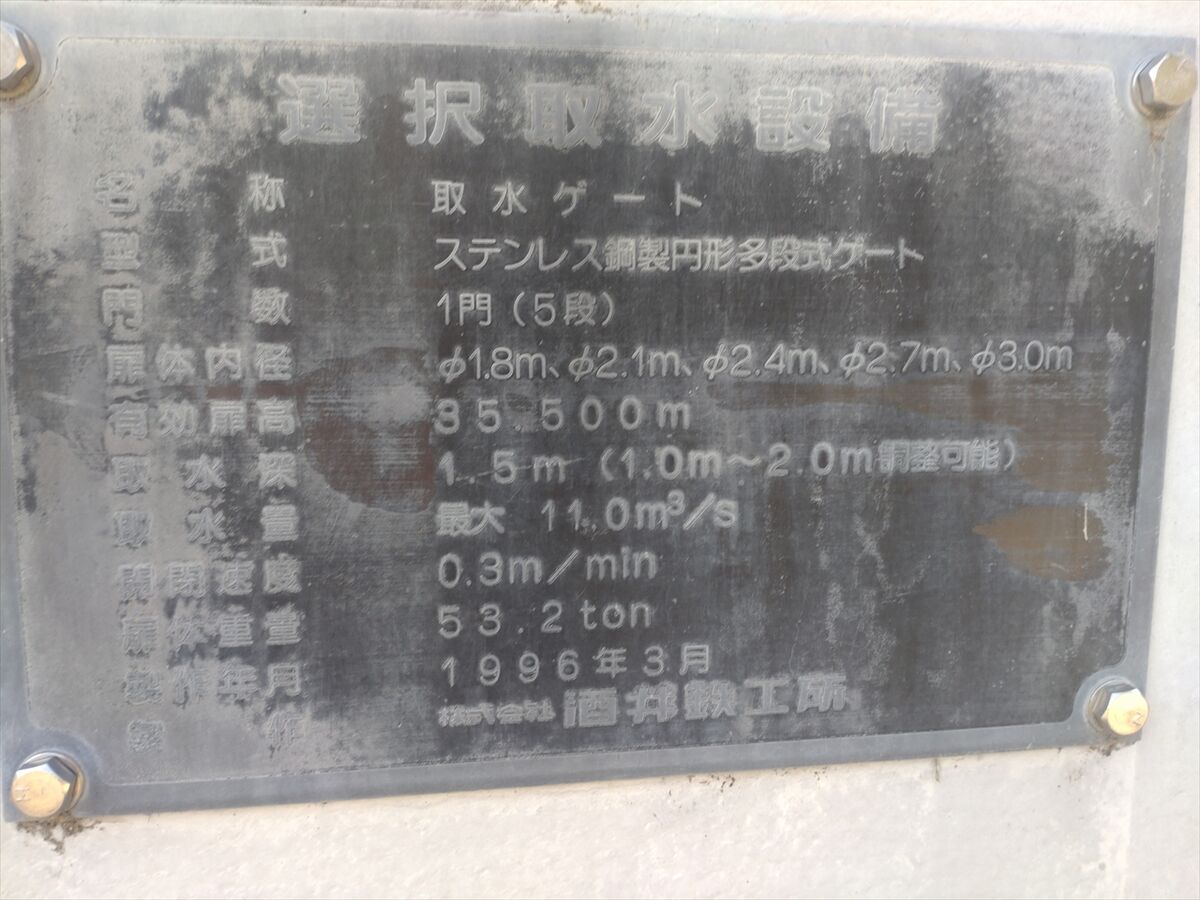 選択取水設備
名称 取水ゲート
型式 ステンレス鋼製円形多段式ゲート
門数 1門(5段)
扉体内径 φ1.8m、φ2.1m、φ2.4m、φ2.7m、φ3.0m
有効扉高 35.500m
取水深 1.5m (1.0m〜2.0m調整可能)
取水量 最大 11.0m³/s
開閉速度 0.3m/min
扉体重量 53.2ton
製作年月 1996年3月
製作 株式会社 酒井鉄工所